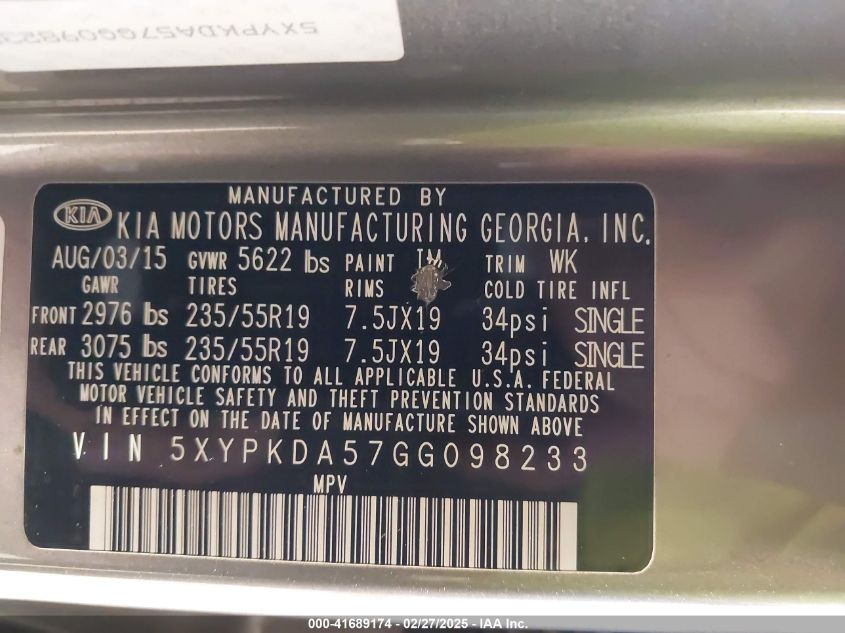 5XYPKDA57GG09823
MANUFACTURED BY
KIA KIA MOTORS MANUFACTURING GEORGIA, INC.
AUG/03/15 GVWR 5622 lbs PAINT TRIM WK
GAWR TIRES RIMS COLD TIRE INFL
FRONT 2976 lbs 235/55R19 7.5JX19 34psi SINGLE
REAR 3075 lbs 235/55R19 7.5JX19 34psi SINGLE
THIS VEHICLE CONFORMS TO ALL APPLICABLE U.S.A. FEDERAL
MOTOR VEHICLE SAFETY AND THEFT PREVENTION STANDARDS
IN EFFECT ON THE DATE OF MANUFACTURE SHOWN ABOVE
VIN 5XYPKDA57GG098233
MPV
000-41689174 - 02/27/2025 - IAA Inc.